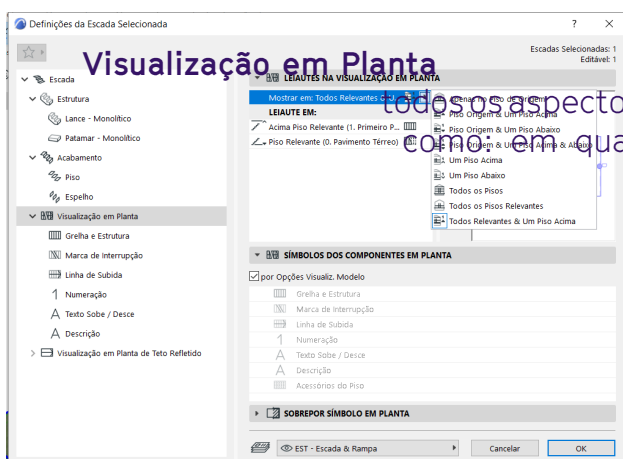 Definições da Escada Selecionada
?
Visualização em Planta
Escadas Selecionadas: 1
Editável: 1
Escada
Estrutura
Lance - Monolítico
Patamar - Monolítico
Acabamento
Piso
Espelho
Visualização em Planta
Grelha e Estrutura
Marca de Interrupção
Linha de Subida
1 Numeração
A Texto Sobe / Desce
A Descrição
Visualização em Planta de Teto Refletido
LEIAUTES NA VISUALIZAÇÃO EM PLANTA
Mostrar em: Todos Relevantes
LEIAUTE EM:
Acima Piso Relevante (1. Primeiro P...
Piso Relevante (0. Pavimento Térreo)
todos os aspecto
como: em qua
Apenas no Piso de Origem
Piso Origem & Um Piso Acima
Piso Origem & Um Piso Abaixo
Piso Origem & Um Piso Acima & Abaixo
Um Piso Acima
Um Piso Abaixo
Todos os Pisos
Todos os Pisos Relevantes
Todos Relevantes & Um Piso Acima
SÍMBOLOS DOS COMPONENTES EM PLANTA
por Opções Visualiz. Modelo
Grelha e Estrutura
Marca de Interrupção
Linha de Subida
1 Numeração
A Texto Sobe / Desce
A Descrição
Acessórios do Piso
SOBREPOR SÍMBOLO EM PLANTA
EST - Escada & Rampa
Cancelar
OK